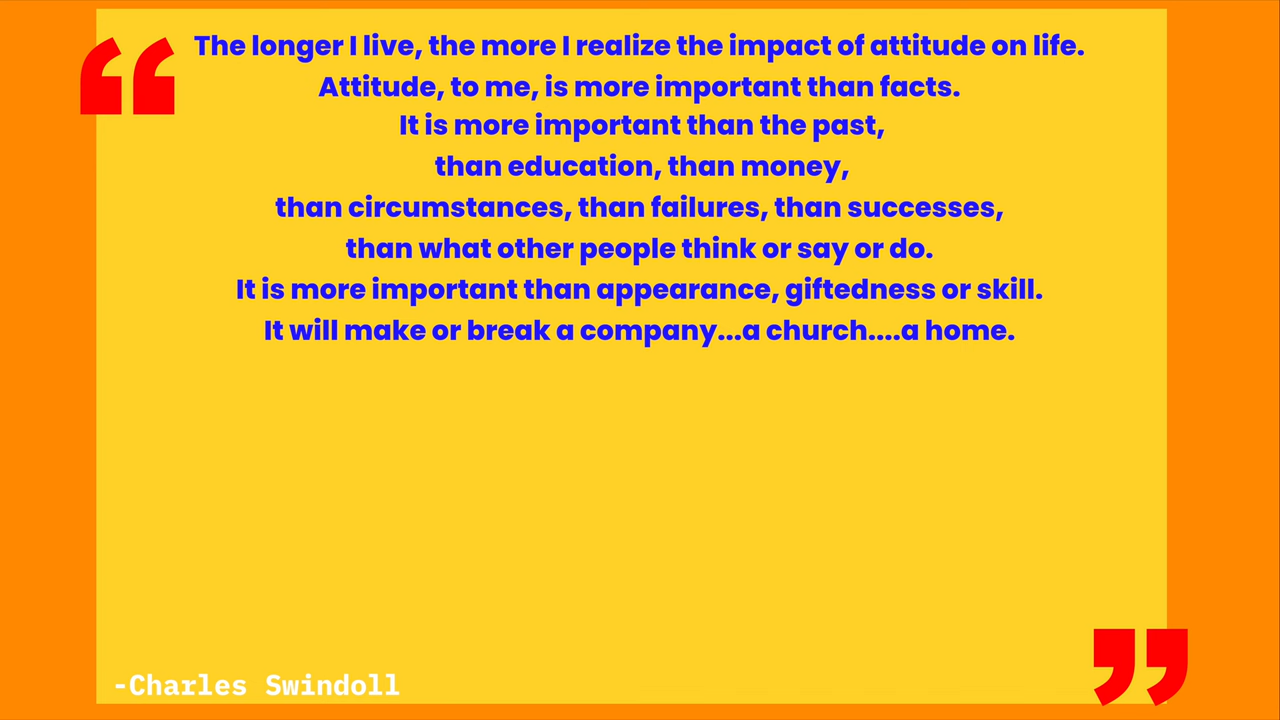 The longer I live, the more I realize the impact of attitude on life.
Attitude, to me, is more important than facts.
It is more important than the past,
than education, than money,
than circumstances, than failures, than successes,
than what other people think or say or do.
It is more important than appearance, giftedness or skill.
It will make or break a company...a church....a home.
-Charles Swindoll